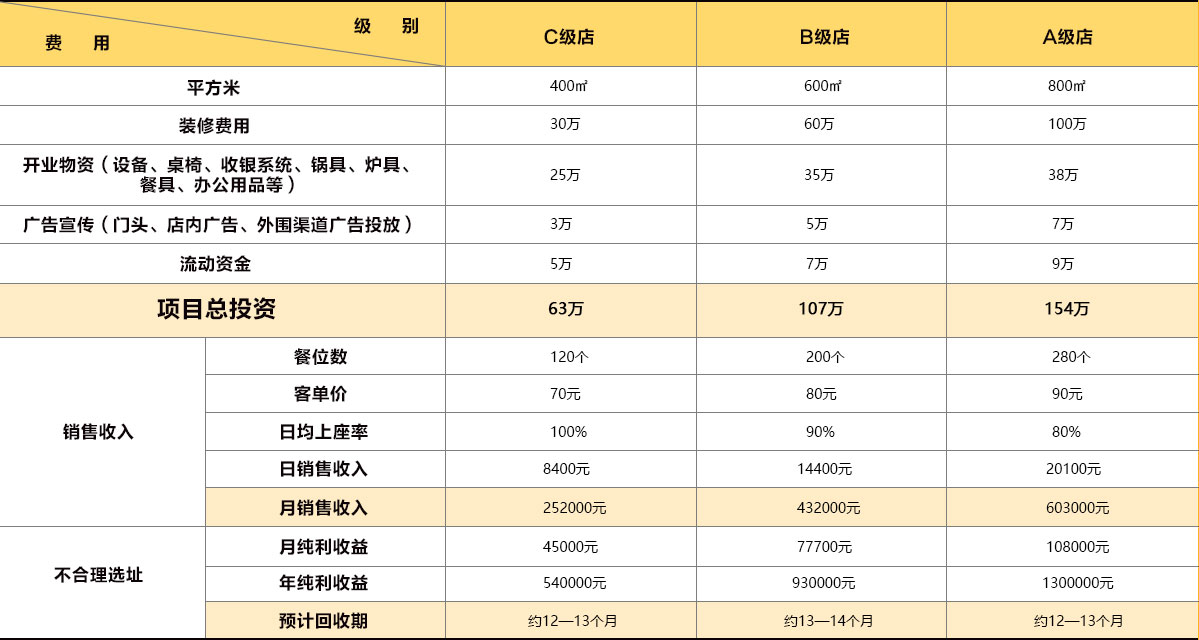 级 别
费 用
C级店 B级店 A级店
平方米 400㎡ 600㎡ 800㎡
装修费用 30万 60万 100万
开业物资（设备、桌椅、收银系统、锅具、炉具、
餐具、办公用品等） 25万 35万 38万
广告宣传（门头、店内广告、外围渠道广告投放） 3万 5万 7万
流动资金 5万 7万 9万
项目总投资 63万 107万 154万
销售收入
餐位数 120个 200个 280个
客单价 70元 80元 90元
日均上座率 100% 90% 80%
日销售收入 8400元 14400元 20100元
月销售收入 252000元 432000元 603000元
不合理选址
月纯利收益 45000元 77700元 108000元
年纯利收益 540000元 930000元 1300000元
预计回收期 约12—13个月 约13—14个月 约12—13个月